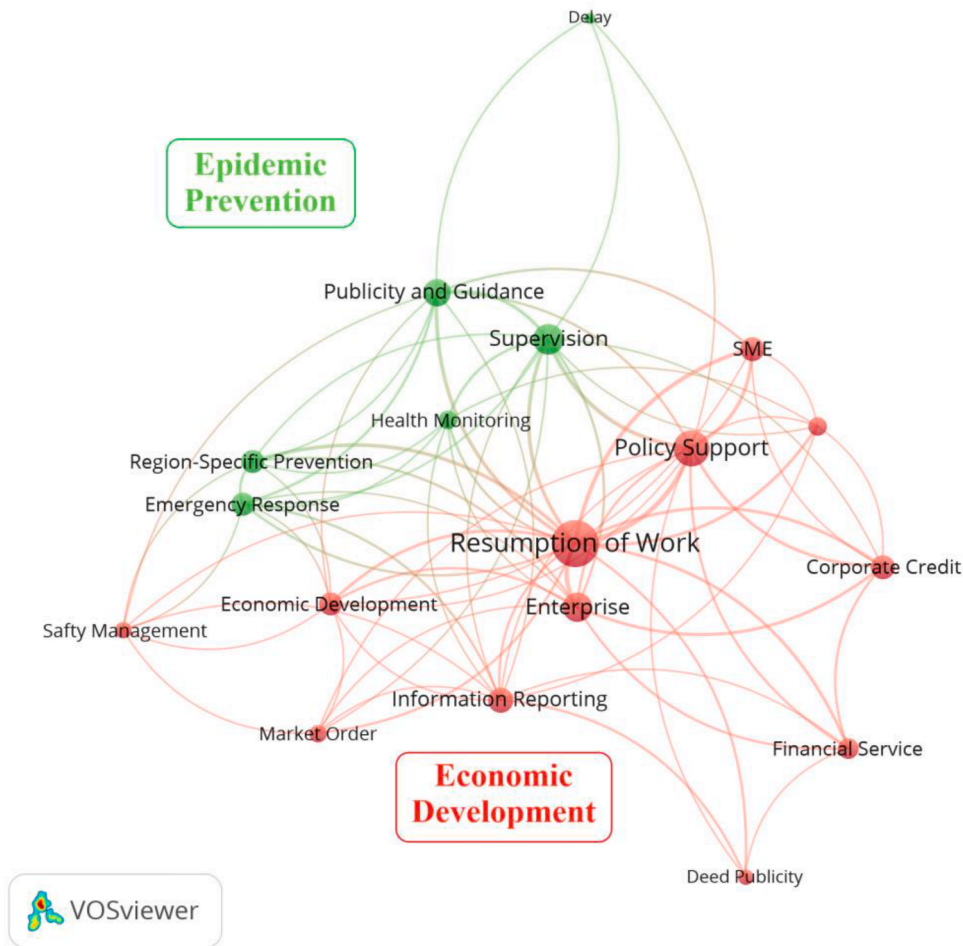 Delay
Epidemic
Prevention
Publicity and Guidance
Supervision
SME
Health Monitoring
Policy Support
Region-Specific Prevention
Emergency Response
Resumption of Work
Corporate Credit
Economic Development
Enterprise
Safty Management
Information Reporting
Market Order
Financial Service
Economic
Development
Deed Publicity
VOSviewer